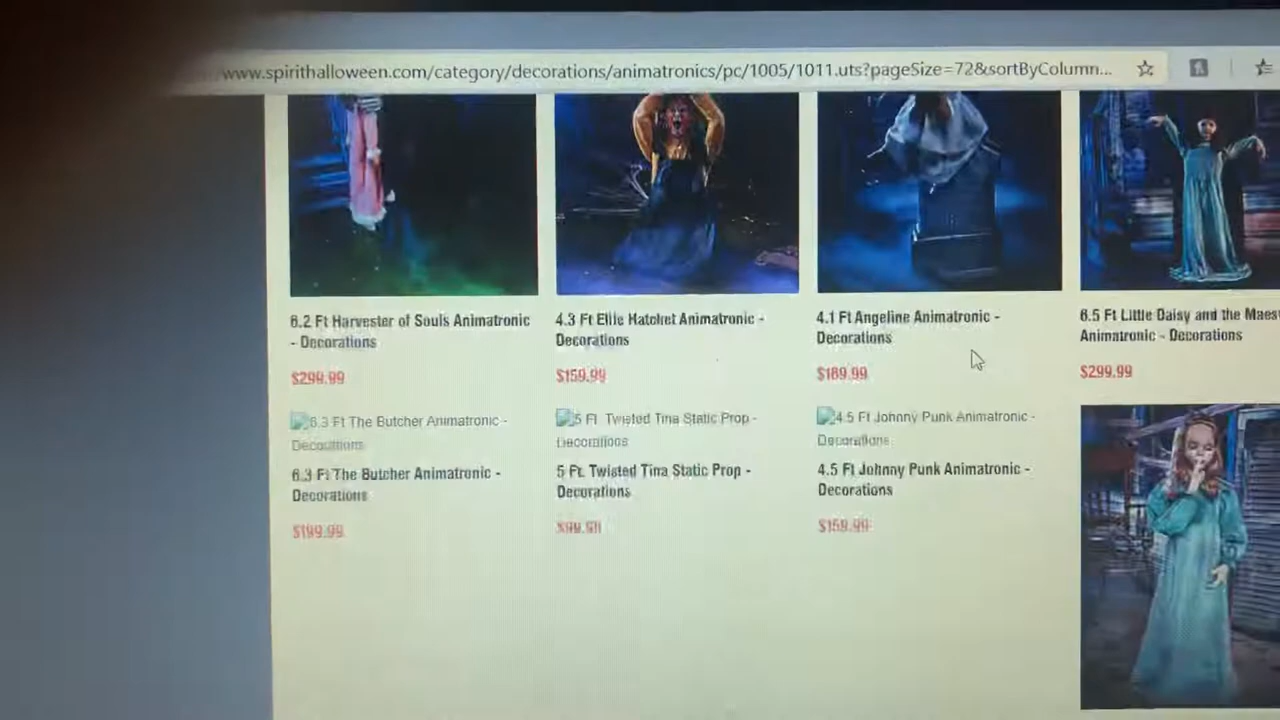 www.spirithalloween.com/category/decorations/animatronics/pc/1005/1011.uts?pageSize=72&sortByColumn...
6.2 Ft Harvester of Souls Animatronic
- Decorations
$299.99
4.3 Ft Ellie Hatchet Animatronic -
Decorations
$159.99
4.1 Ft Angeline Animatronic -
Decorations
$189.99
6.5 Ft Little Daisy and the Maes
Animatronic - Decorations
$299.99
6.3 Ft The Butcher Animatronic -
Decorations
6.3 Ft The Butcher Animatronic -
Decorations
$199.99
5 Ft Twisted Tina Static Prop -
Decorations
5 Ft. Twisted Tina Static Prop -
Decorations
$99.99
4.5 Ft Johnny Punk Animatronic -
Decorations
4.5 Ft Johnny Punk Animatronic -
Decorations
$159.99